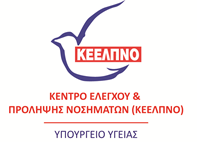 ΚΕΕΛΠΝΟ
ΚΕΝΤΡΟ ΕΛΕΓΧΟΥ &
ΠΡΟΛΗΨΗΣ ΝΟΣΗΜΑΤΩΝ (ΚΕΕΛΠΝΟ)
ΥΠΟΥΡΓΕΙΟ ΥΓΕΙΑΣ